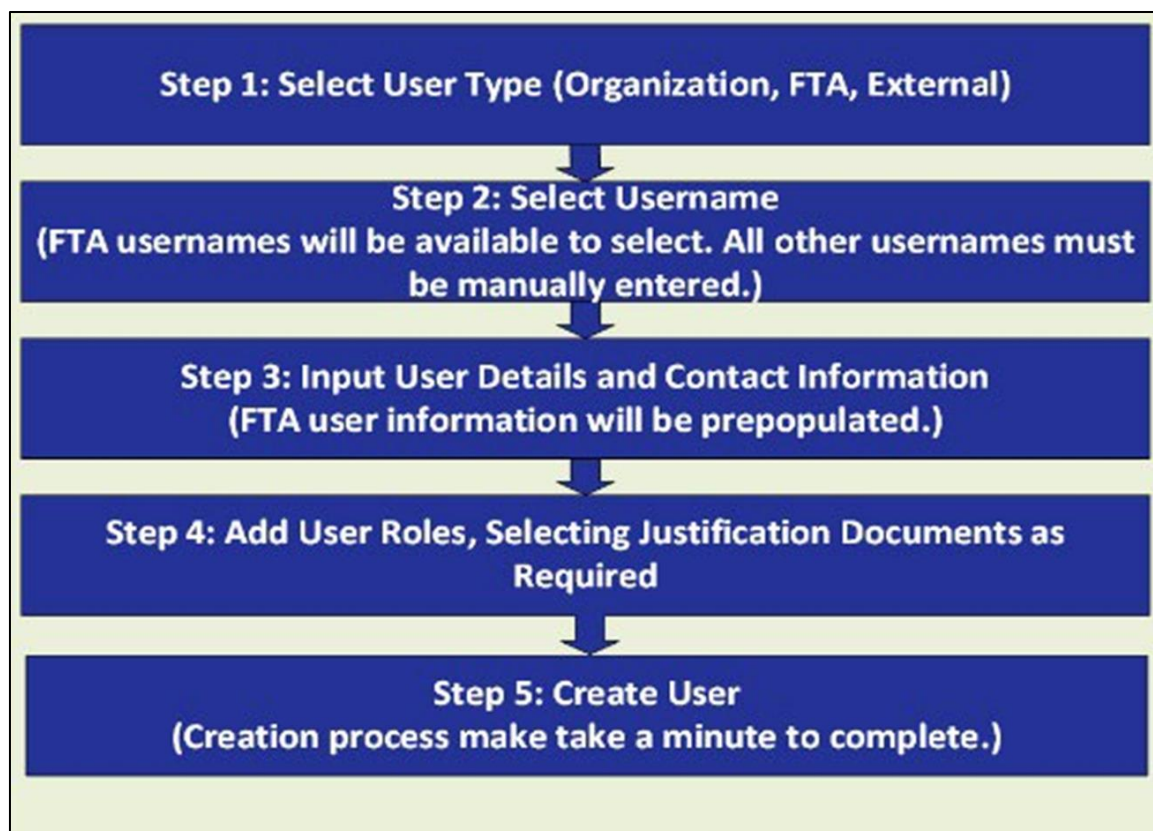 Step 1: Select User Type (Organization, FTA, External)
Step 2: Select Username
(FTA usernames will be available to select. All other usernames must
be manually entered.)
Step 3: Input User Details and Contact Information
(FTA user information will be prepopulated.)
Step 4: Add User Roles, Selecting Justification Documents as
Required
Step 5: Create User
(Creation process make take a minute to complete.)